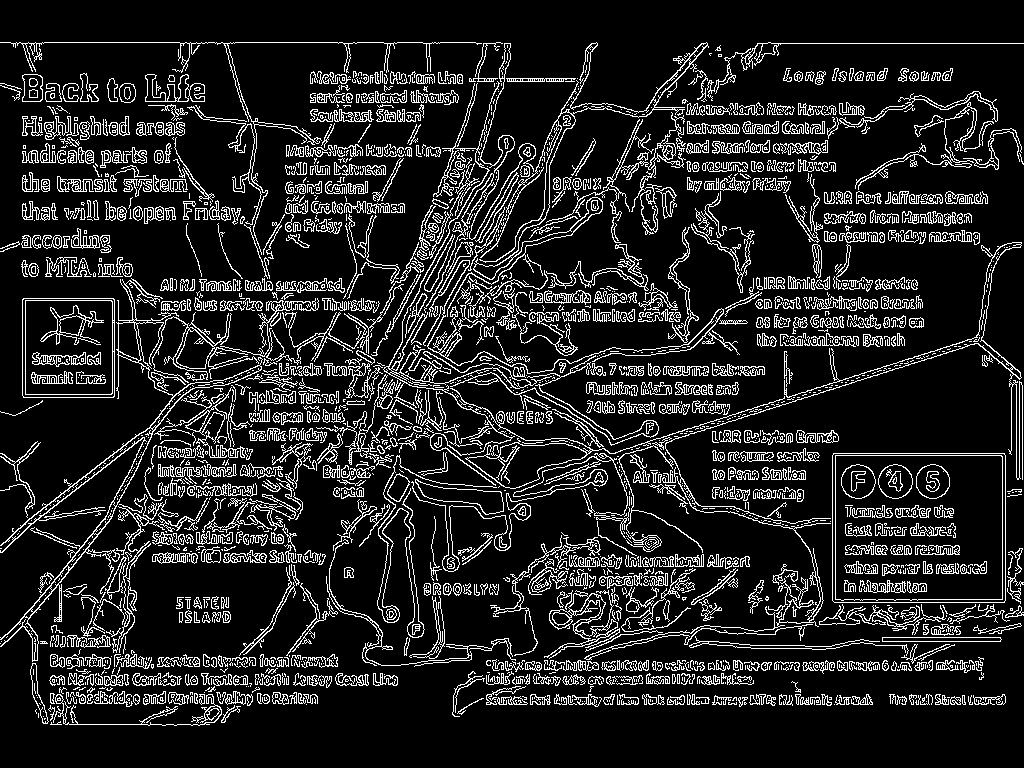 Back to Life
Highlighted areas
indicate parts of
the transit system
that will be open Friday,
according
to MTA.info
Suspended
transit lines
Metro-North Harlem Line
service restored through
Southeast Station
Metro-North Hudson Line
will run between
Grand Central
and Croton-Harmon
on Friday
Long Island Sound
Metro-North New Haven Line
between Grand Central
and Stamford expected
to resume to New Haven
by midday Friday
LIRR Port Jefferson Branch
service from Huntington
to resume Friday morning
BRONX
All NJ Transit train suspended,
most bus service resumed Thursday
MANHATTAN
LaGuardia Airport
open with limited service
LIRR limited hourly service
on Port Washington Branch
as far as Great Neck, and on
the Ronkonkoma Branch
Lincoln Tunnel
No. 7 was to resume between
Flushing Main Street and
74th Street early Friday
Holland Tunnel
will open to bus
traffic Friday
QUEENS
LIRR Babylon Branch
to resume service
to Penn Station
Friday morning
Newark Liberty
International Airport
fully operational
Bridges
open
AirTrain
F 4 5
Tunnels under the
East River cleared,
service can resume
when power is restored
in Manhattan
Staten Island Ferry to
resume full service Saturday
Kennedy International Airport
fully operational
BROOKLYN
STATEN
ISLAND
5 miles
NJ Transit
Beginning Friday, service between from Newark
on Northeast Corridor to Trenton, North Jersey Coast Line
to Woodbridge and Raritan Valley to Raritan
restricted to vehicles with three or more people between 6 a.m. and midnight.
are exempt from HOV restrictions.
Sources: Port Authority of New York and New Jersey; MTA; NJ Transit; Amtrak
The Wall Street Journal